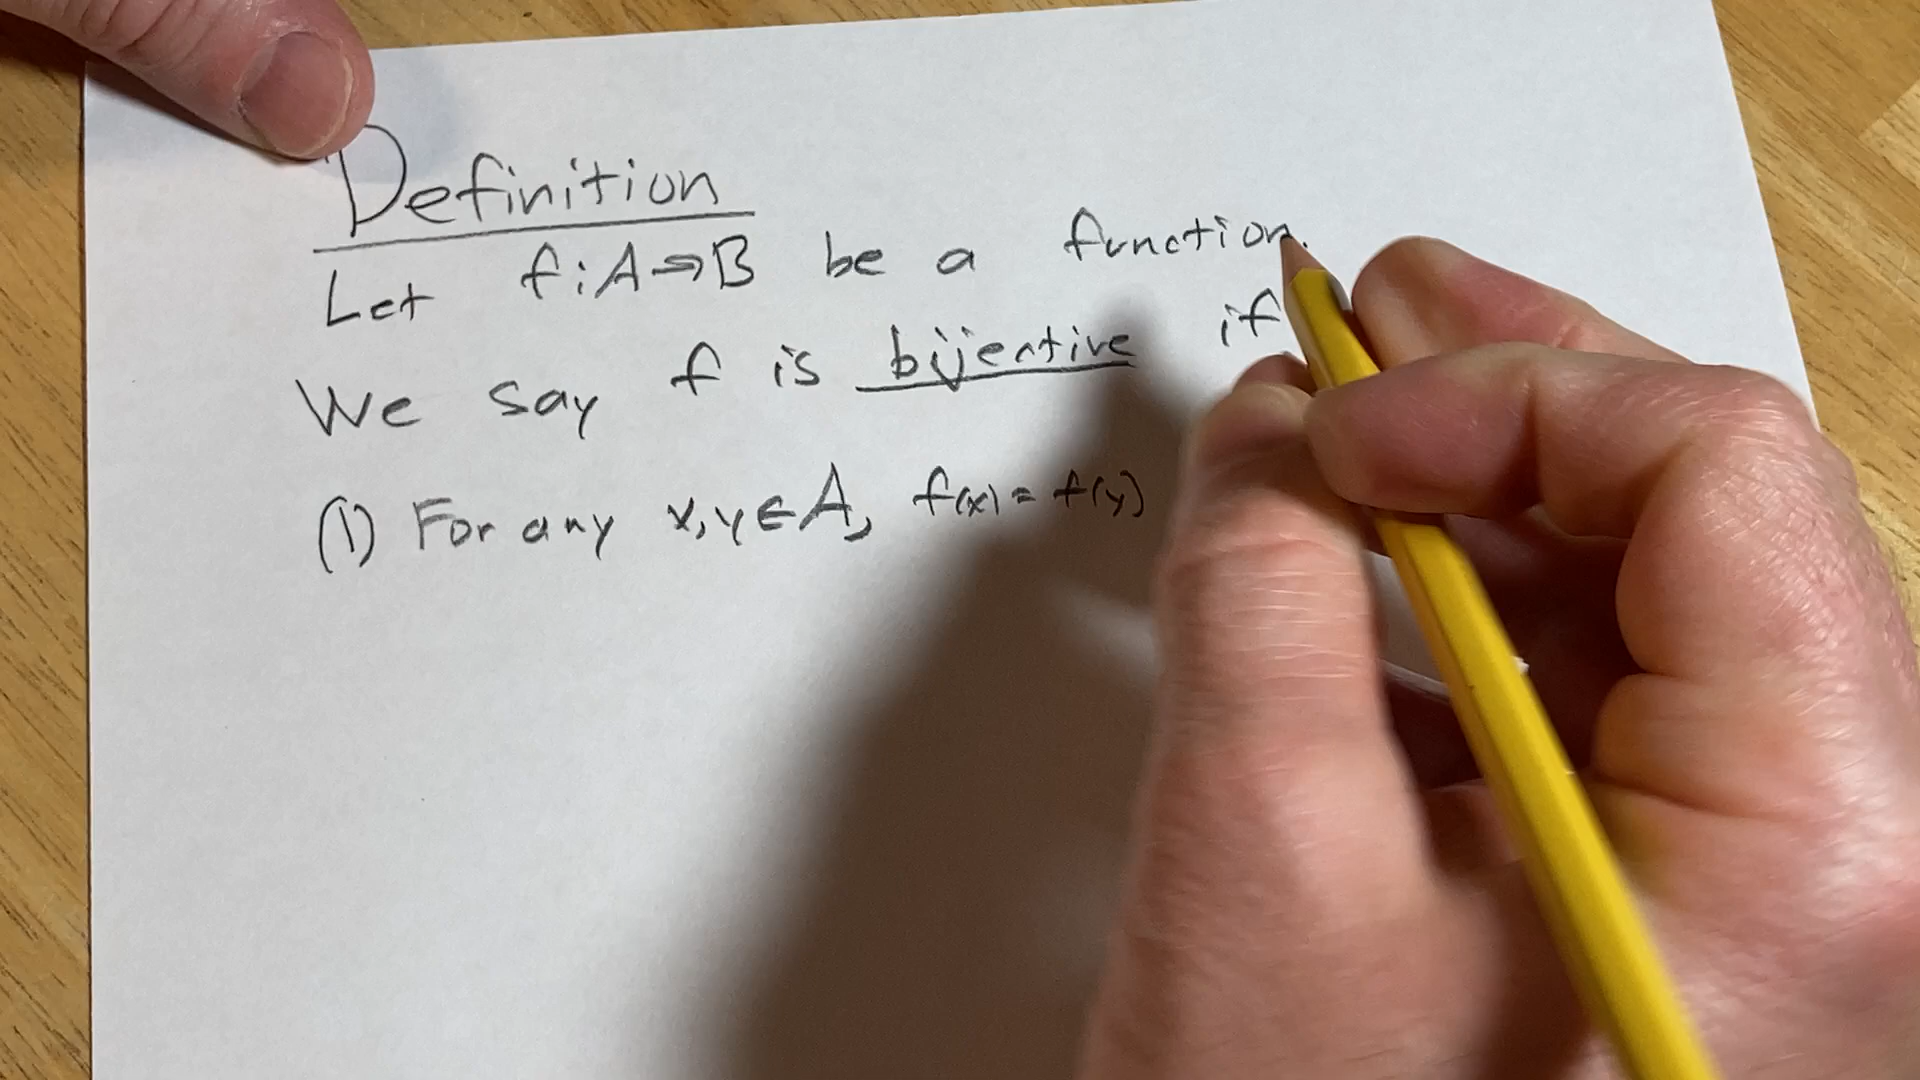 Definition
Let f:A→B be a function.
We say f is bijective if
(1) For any x,y∈A, f(x)=f(y)